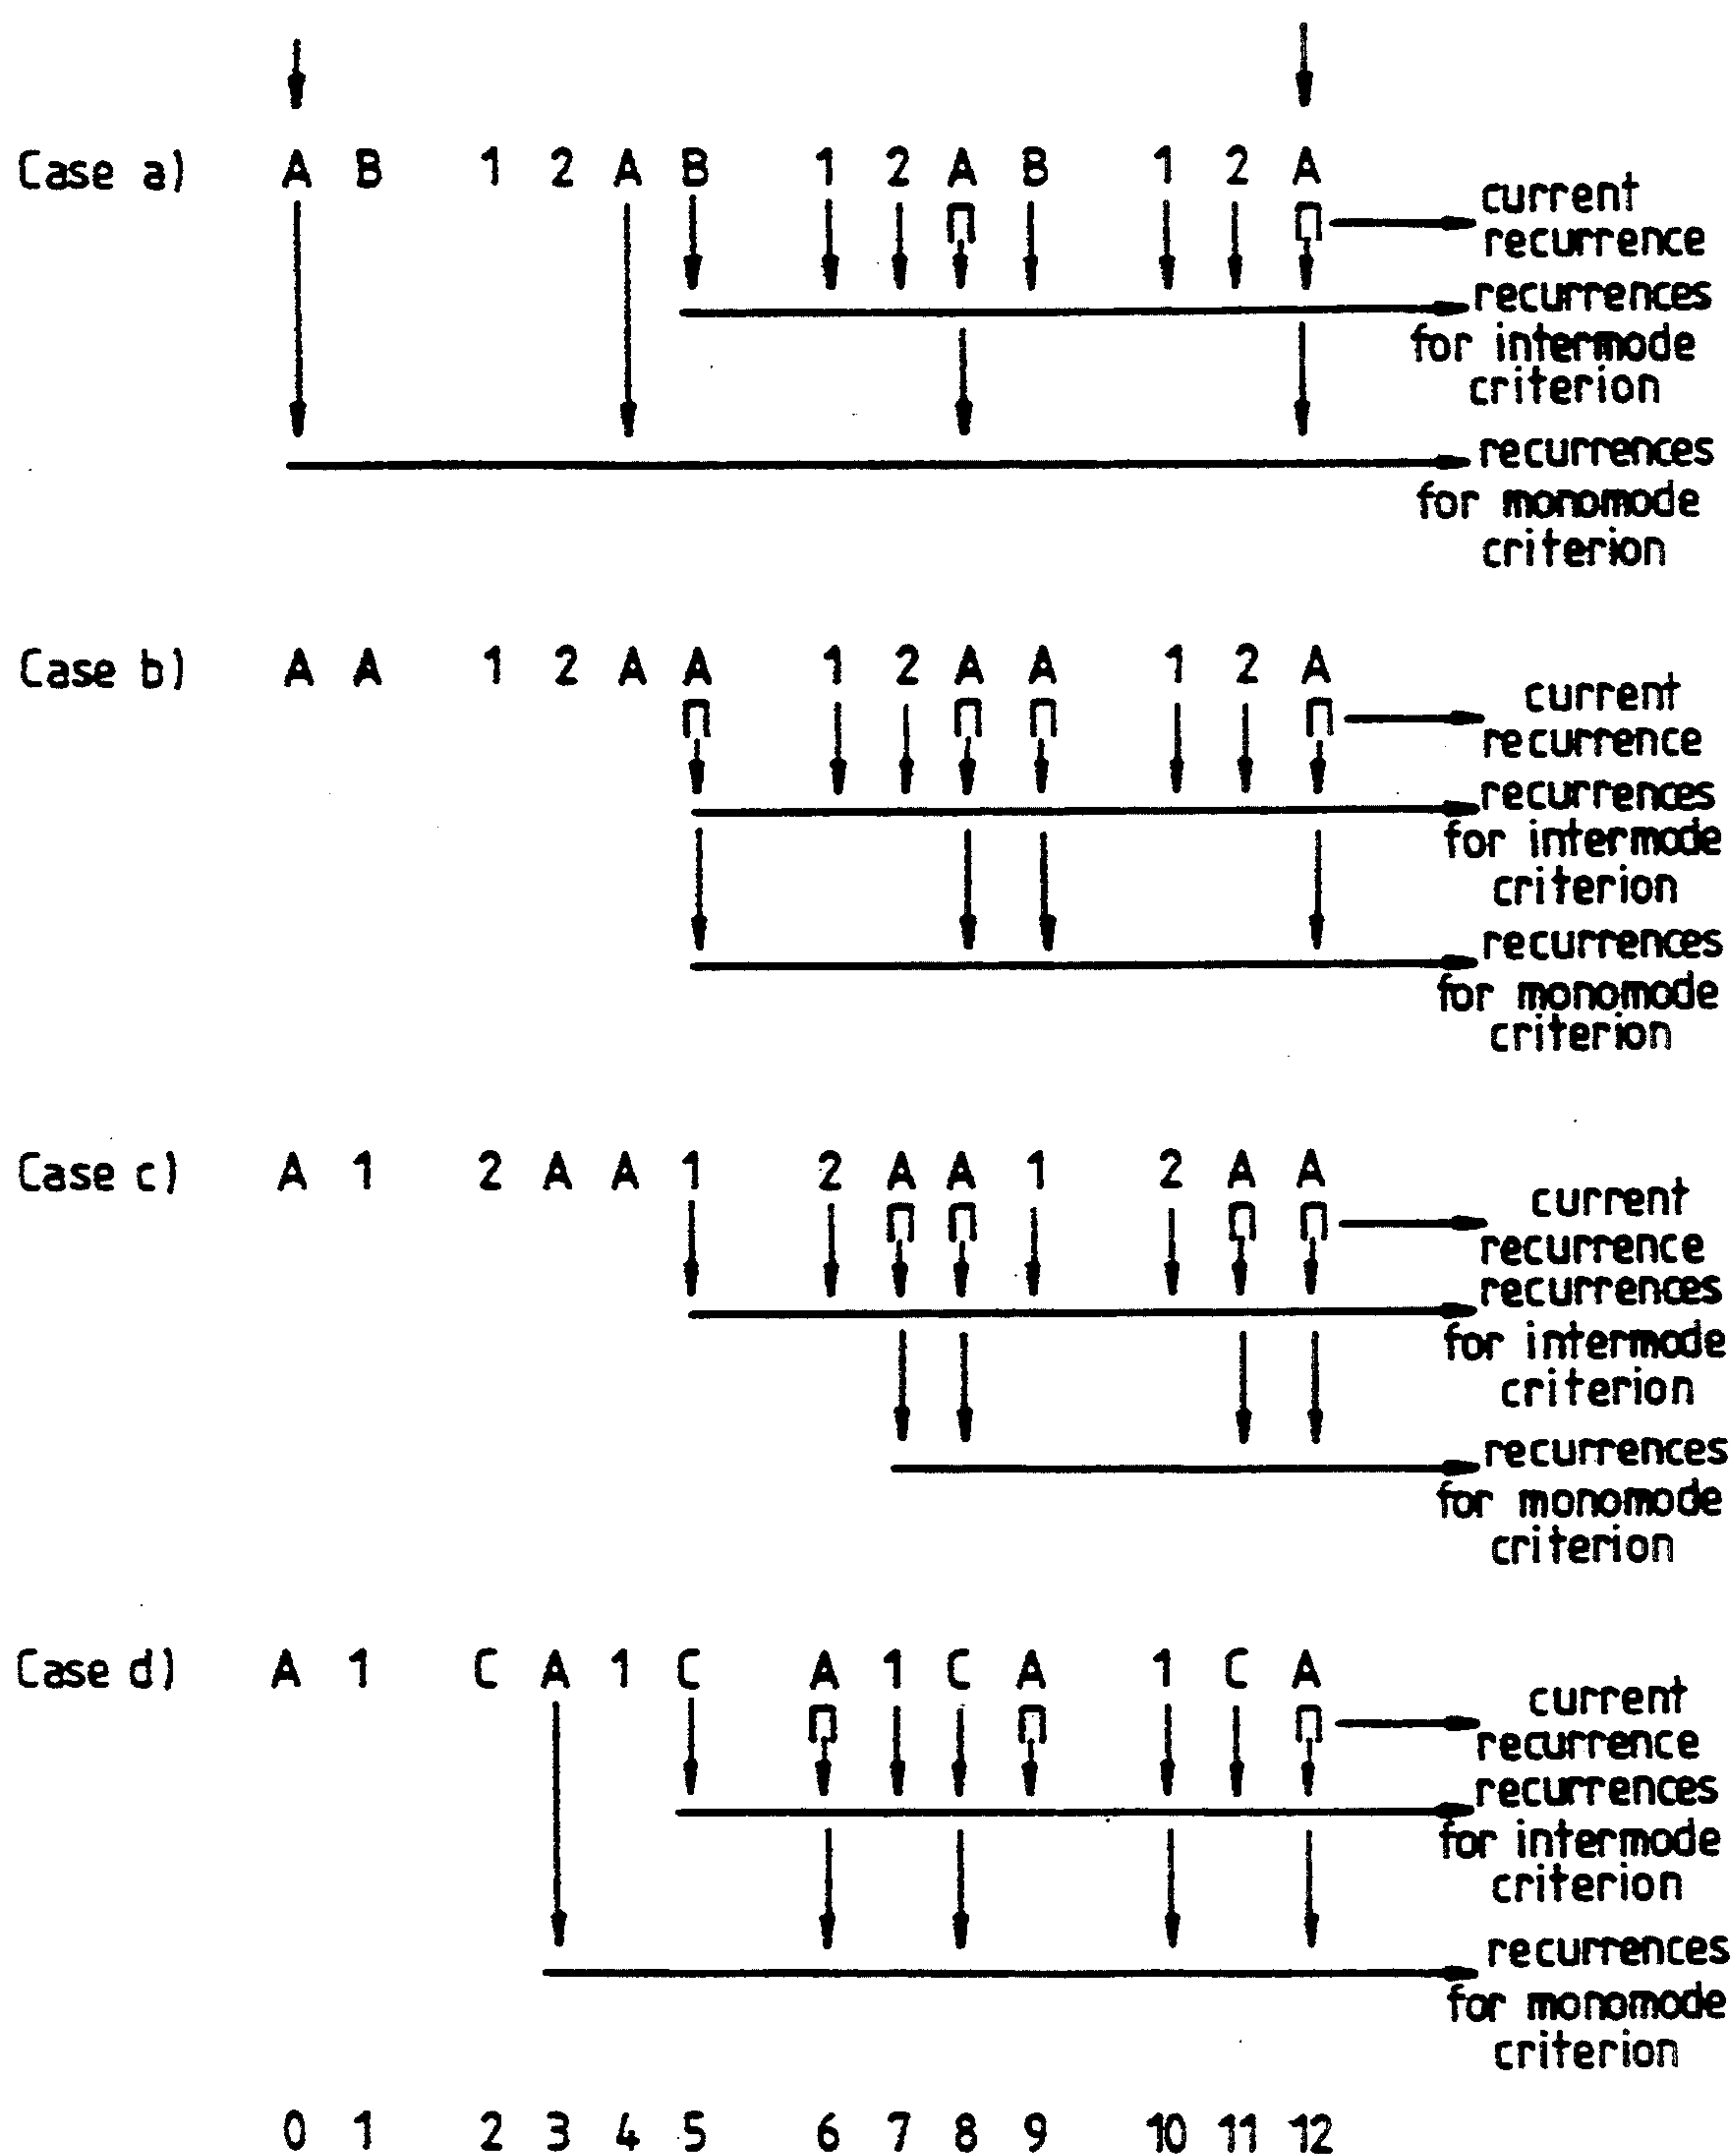 Case a) A B 1 2 A B 1 2 A B 1 2 A
current
recurrence
recurrences
for intermode
criterion
recurrences
for monomode
criterion
Case b) A A 1 2 A A 1 2 A A 1 2 A
current
recurrence
recurrences
for intermode
criterion
recurrences
for monomode
criterion
Case c) A 1 2 A A 1 2 A A 1 2 A A
current
recurrence
recurrences
for intermode
criterion
recurrences
for monomode
criterion
Case d) A 1 C A 1 C A 1 C A 1 C A
current
recurrence
recurrences
for intermode
criterion
recurrences
for monomode
criterion
0 1 2 3 4 5 6 7 8 9 10 11 12